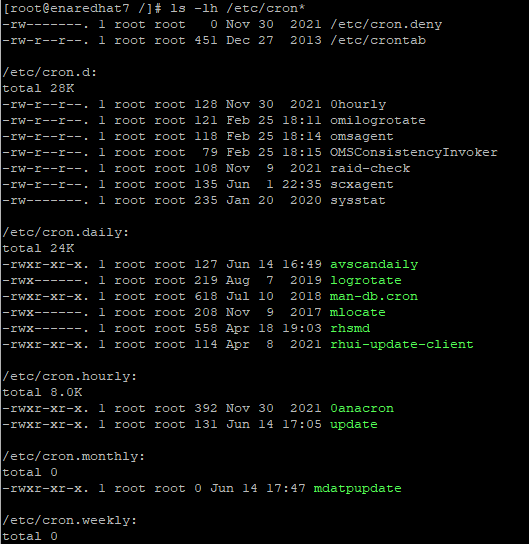 [root@enaredhat7 /]# ls -lh /etc/cron*
-rw-------. 1 root root   0 Nov 30  2021 /etc/cron.deny
-rw-r--r--. 1 root root 451 Dec 27  2013 /etc/crontab
/etc/cron.d:
total 28K
-rw-r--r--. 1 root root 128 Nov 30  2021 0hourly
-rw-r--r--. 1 root root 121 Feb 25 18:11 omilogrotate
-rw-r--r--. 1 root root 118 Feb 25 18:14 omsagent
-rw-r--r--. 1 root root  79 Feb 25 18:15 OMSConsistencyInvoker
-rw-r--r--. 1 root root 108 Nov  9  2021 raid-check
-rw-r--r--. 1 root root 135 Jun  1 22:35 scxagent
-rw-------. 1 root root 235 Jan 20  2020 sysstat
/etc/cron.daily:
total 24K
-rwxr-xr-x. 1 root root 127 Jun 14 16:49 avscandaily
-rwx------. 1 root root 219 Aug  7  2019 logrotate
-rwxr-xr-x. 1 root root 618 Jul 10  2018 man-db.cron
-rwx------. 1 root root 208 Nov  9  2017 mlocate
-rwx------. 1 root root 558 Apr 18 19:03 rhsmd
-rwxr-xr-x. 1 root root 114 Apr  8  2021 rhui-update-client
/etc/cron.hourly:
total 8.0K
-rwxr-xr-x. 1 root root 392 Nov 30  2021 0anacron
-rwxr-xr-x. 1 root root 131 Jun 14 17:05 update
/etc/cron.monthly:
total 0
-rwxr-xr-x. 1 root root 0 Jun 14 17:47 mdatpupdate
/etc/cron.weekly:
total 0